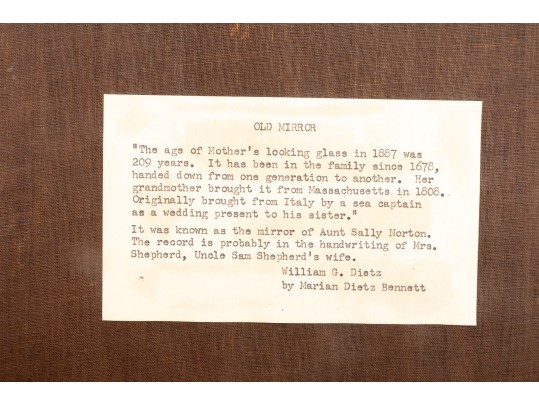 OLD MIRROR
"The age of Mother's looking glass in 1887 was
209 years. It has been in the family since 1678,
handed down from one generation to another. Her
grandmother brought it from Massachusetts in 1808.
Originally brought from Italy by a sea captain
as a wedding present to his sister."
It was known as the mirror of Aunt Sally Norton.
The record is probably in the handwriting of Mrs.
Shepherd, Uncle Sam Shepherd's wife.
William G. Dietz
by Marian Dietz Bennett